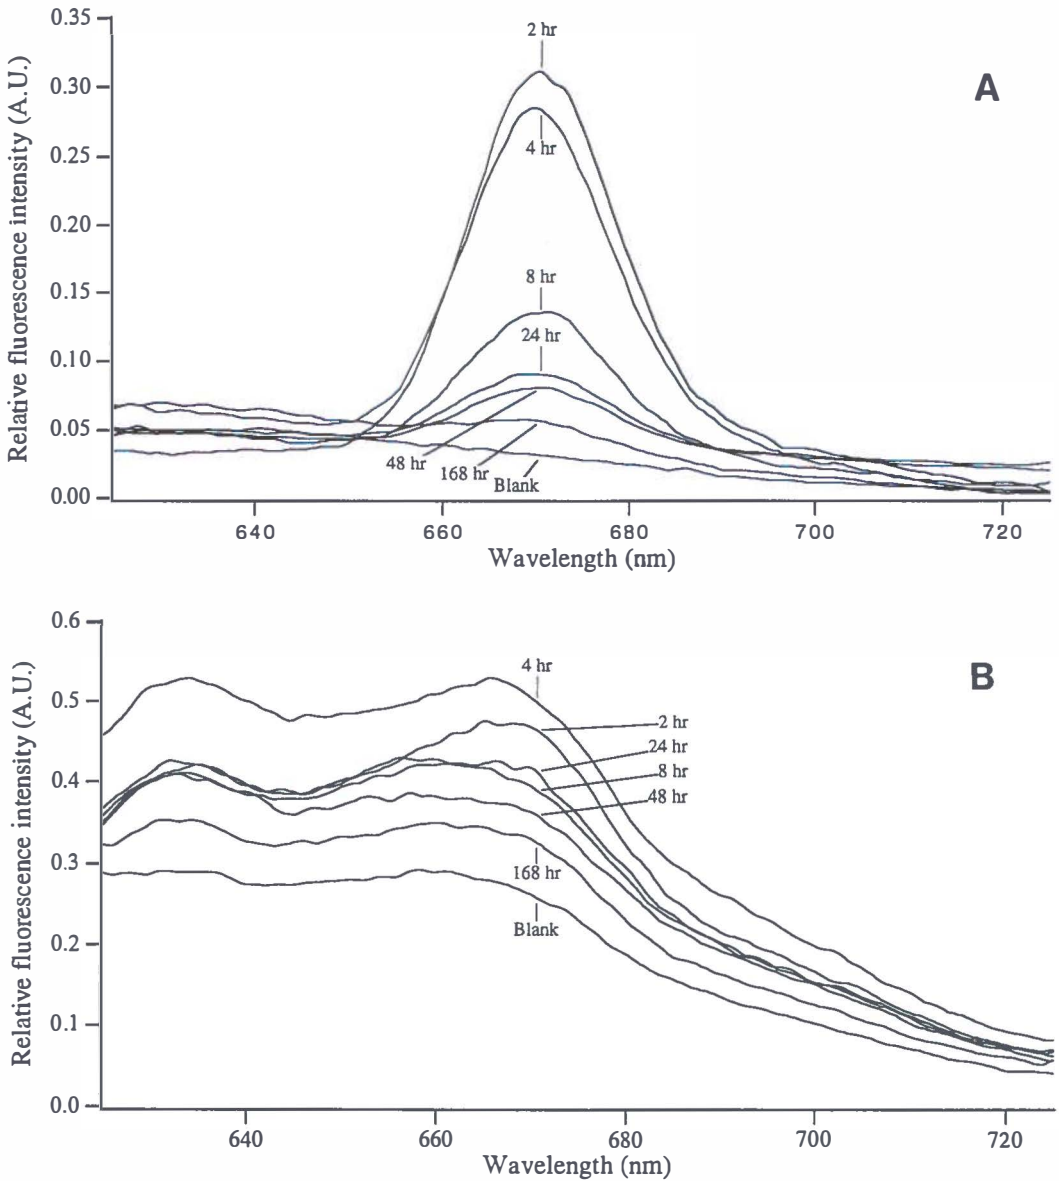 0.35
2 hr
0.30
A
4 hr
0.25
0.20
0.15
8 hr
24 hr
0.10
0.05
48 hr
168 hr
Blank
0.00
640
660
680
700
720
Wavelength (nm)
Relative fluorescence intensity (A.U.)
0.6
4 hr
B
0.5
2 hr
24 hr
0.4
8 hr
48 hr
0.3
168 hr
Blank
0.2
0.1
0.0
640
660
680
700
720
Wavelength (nm)
Relative fluorescence intensity (A.U.)